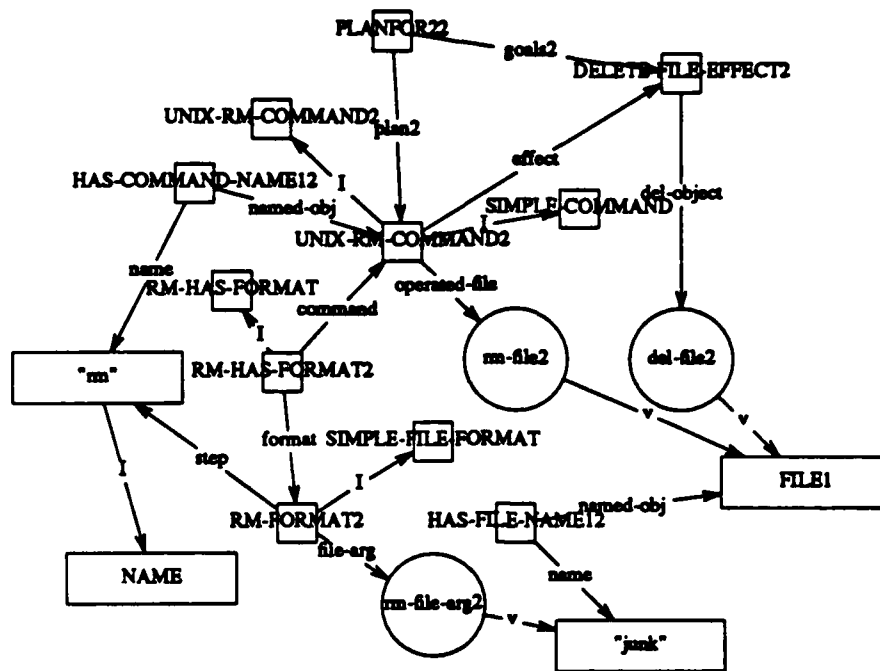 PLANFOR22
goals2
DELETE-FILE-EFFECT2
UNIX-RM-COMMAND2
plan2
effect
I
HAS-COMMAND-NAME12
named-obj
SIMPLE-COMMAND
del-object
I
UNIX-RM-COMMAND2
name
RM-HAS-FORMAT
operated-file
command
I
"rm"
RM-HAS-FORMAT2
rm-file2
del-file2
format
SIMPLE-FILE-FORMAT
v
v
step
I
I
FILE1
RM-FORMAT2
HAS-FILE-NAME12
named-obj
file-arg
NAME
name
rm-file-arg2
v
"junk"